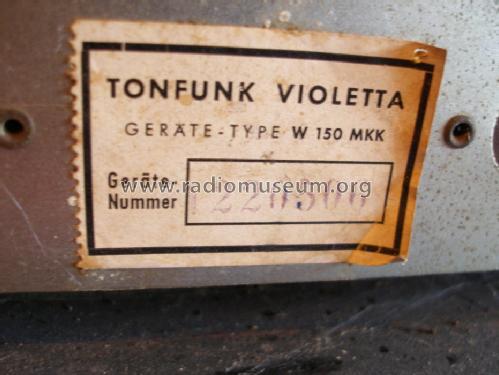 TONFUNK VIOLETTA
GERÄTE-TYPE W 150 MKK
Geräte-
Nummer
www.radiomuseum.org